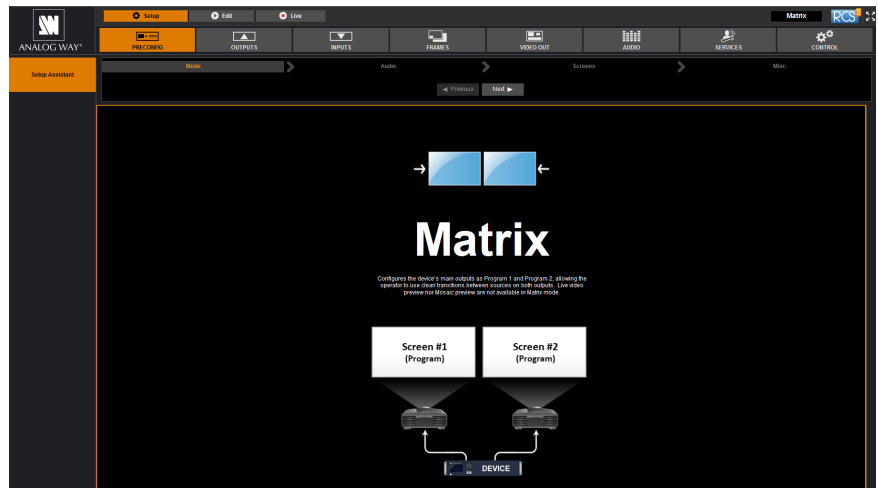 Setup
Edit
Live
Matrix
RCS²
ANALOG WAY®
PRECONFIG
OUTPUTS
INPUTS
FRAMES
VIDEO OUT
AUDIO
SERVICES
CONTROL
Setup Assistant
Mode
Audio
Screens
Misc
Previous
Next
Matrix
Configures the device's main outputs as Program 1 and Program 2, allowing the
operator to use clean transitions between sources on both outputs. Live video
preview nor Mosaic preview are not available in Matrix mode.
Screen #1
(Program)
Screen #2
(Program)
DEVICE